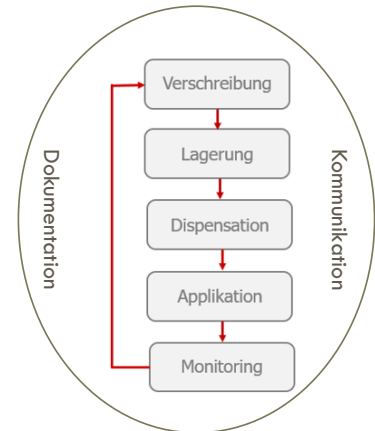 Verschreibung
Lagerung
Dispensation
Applikation
Monitoring
Dokumentation
Kommunikation